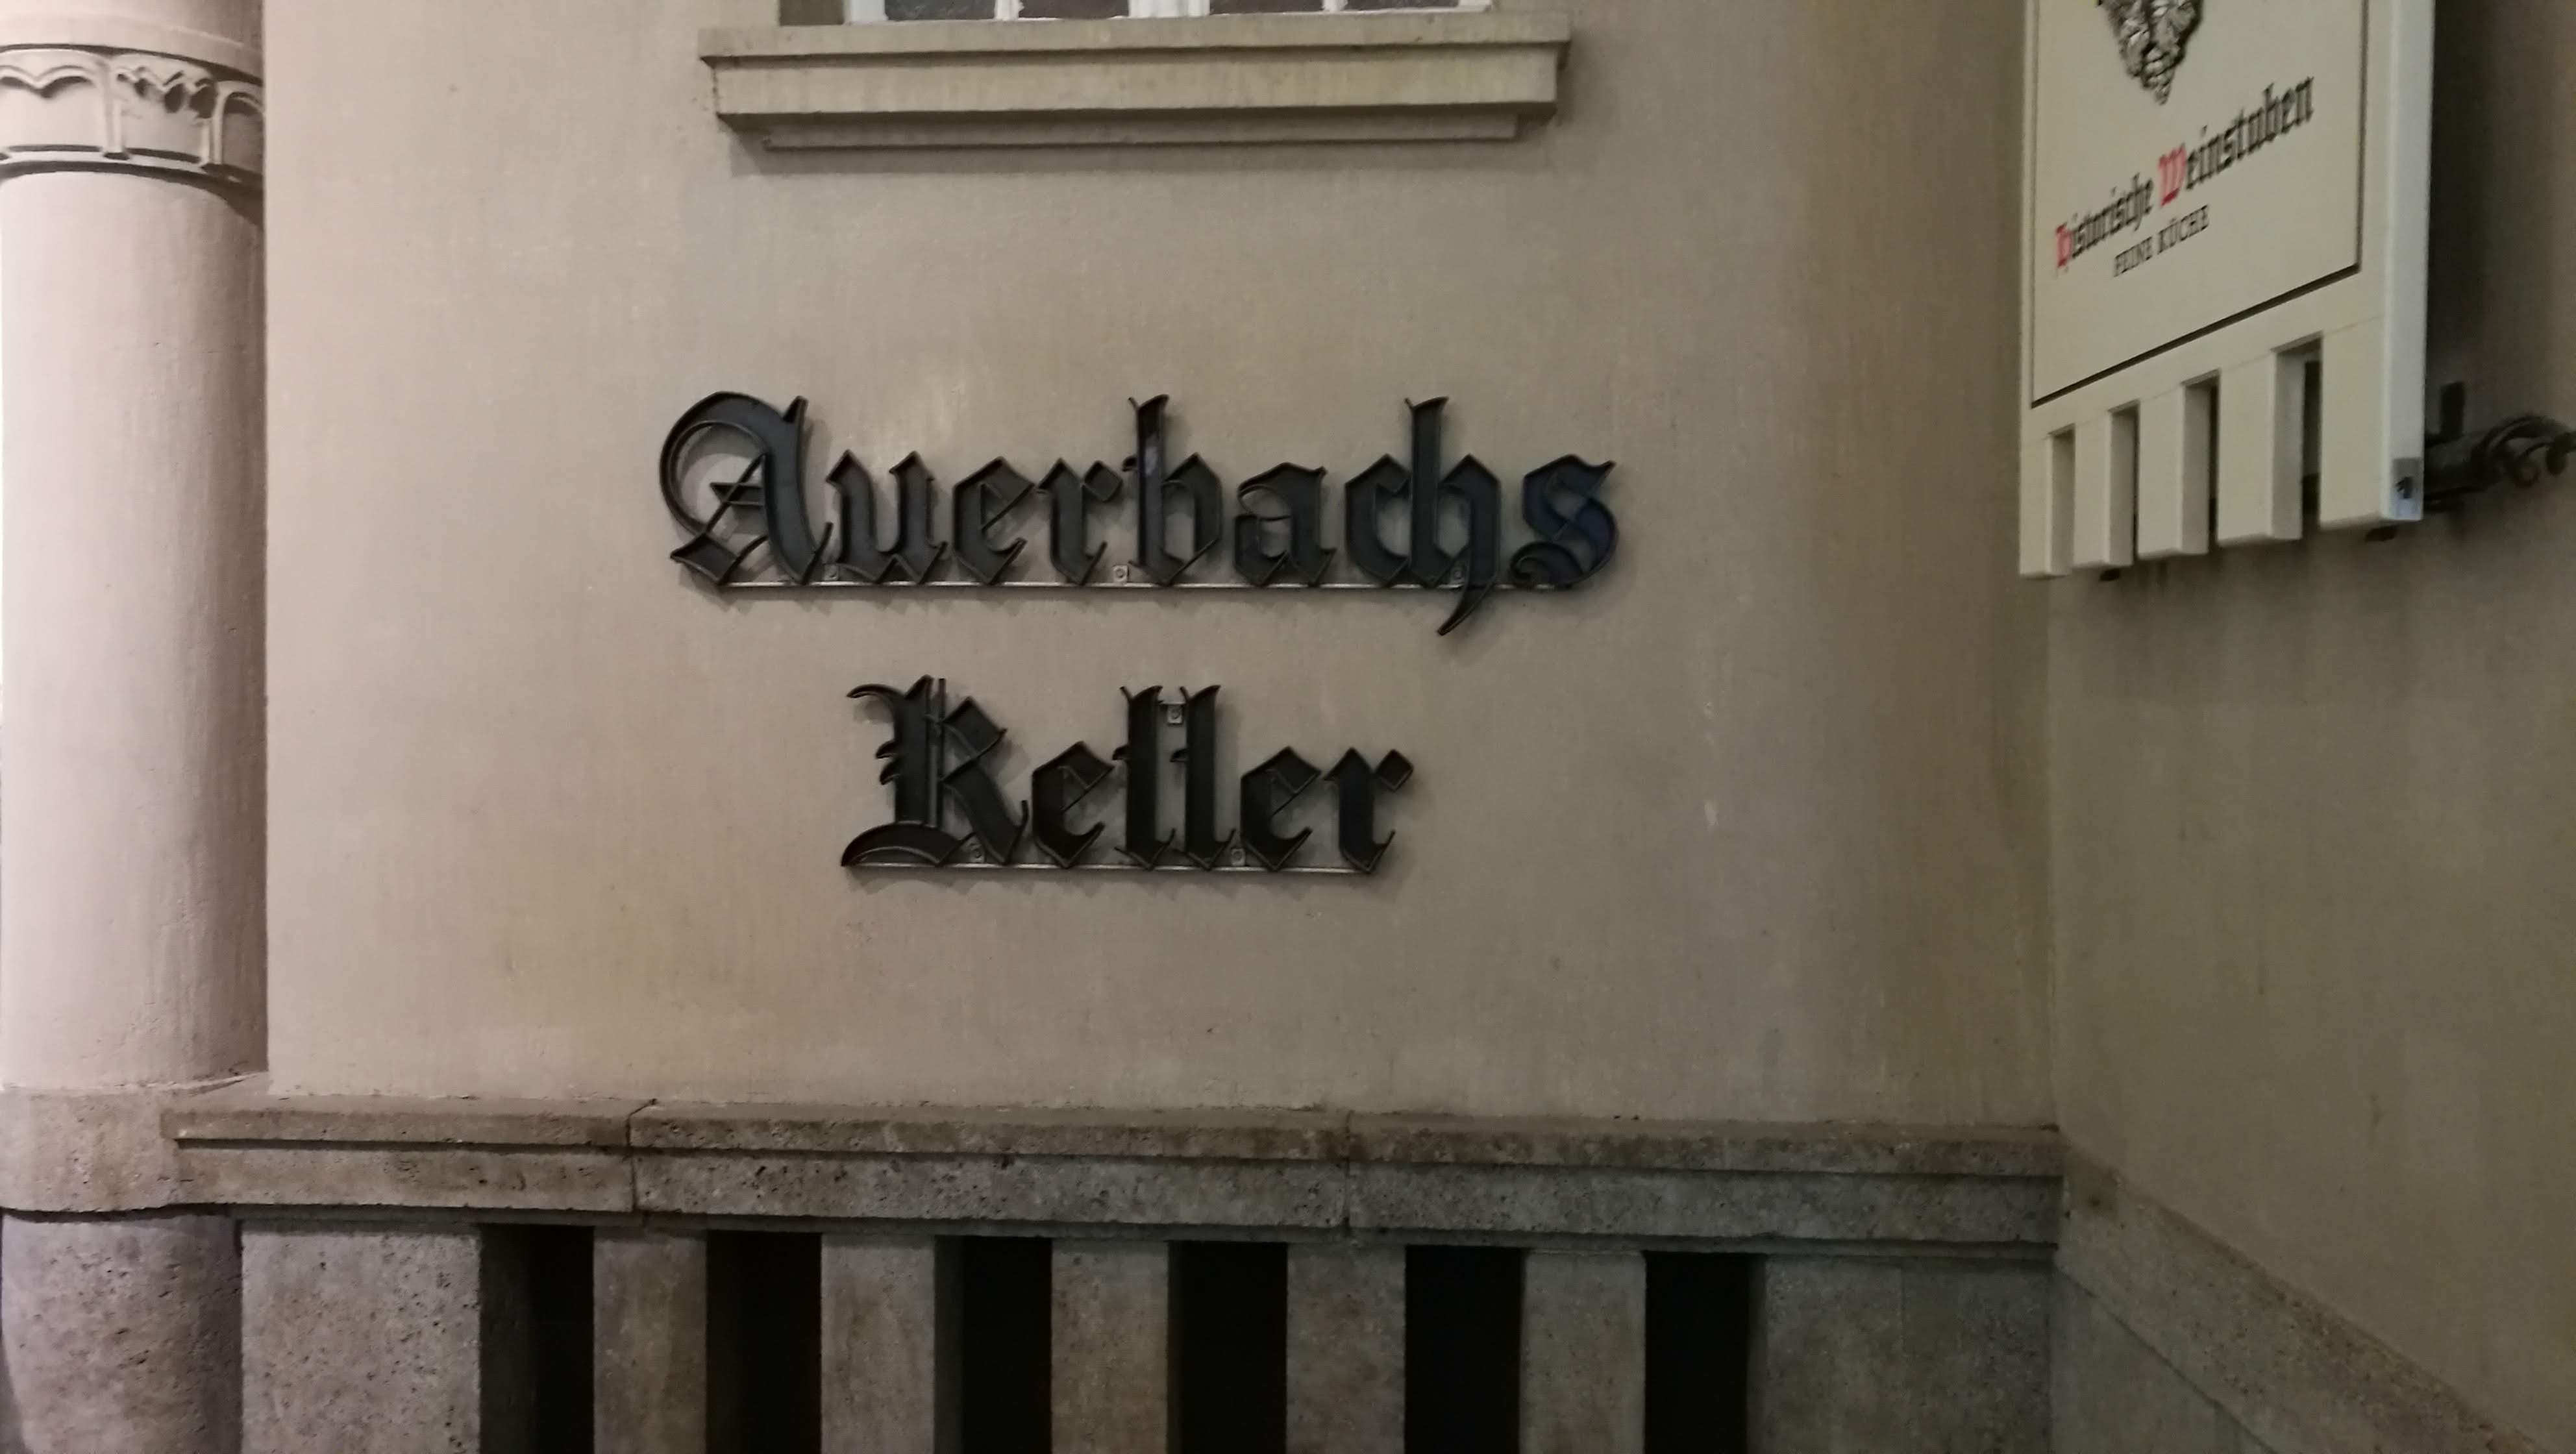 Auerbachs
Keller
Historische Weinstuben
FEINE KÜCHE